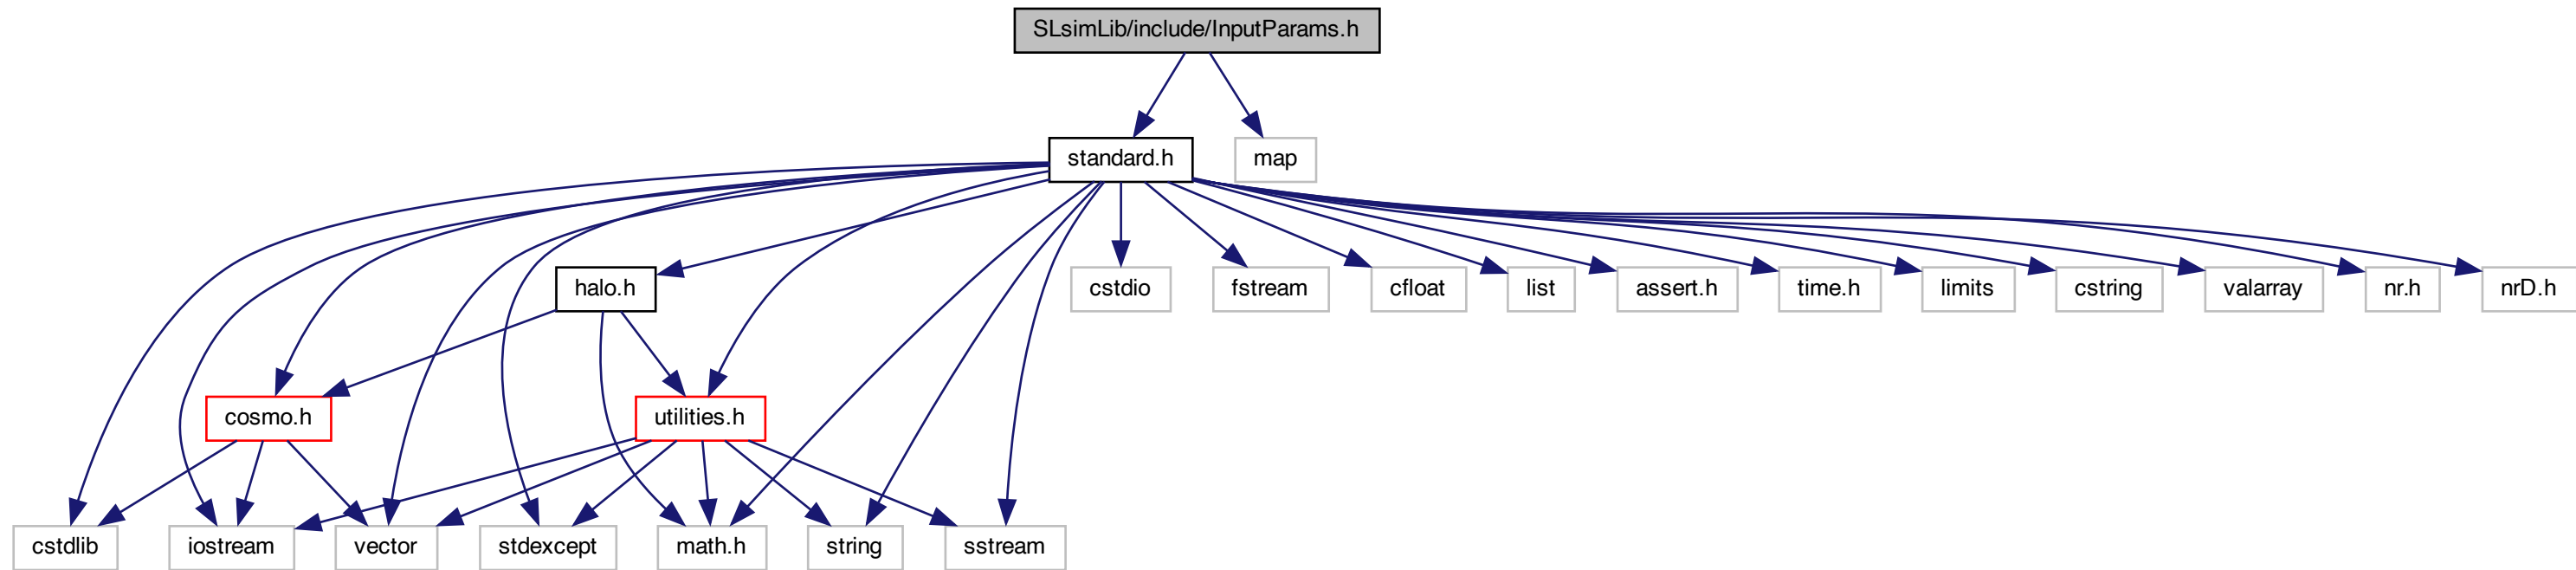 SLsimLib/include/InputParams.h
standard.h
map
halo.h
cstdio
fstream
cfloat
list
assert.h
time.h
limits
cstring
valarray
nr.h
nrD.h
cosmo.h
utilities.h
cstdlib
iostream
vector
stdexcept
math.h
string
sstream